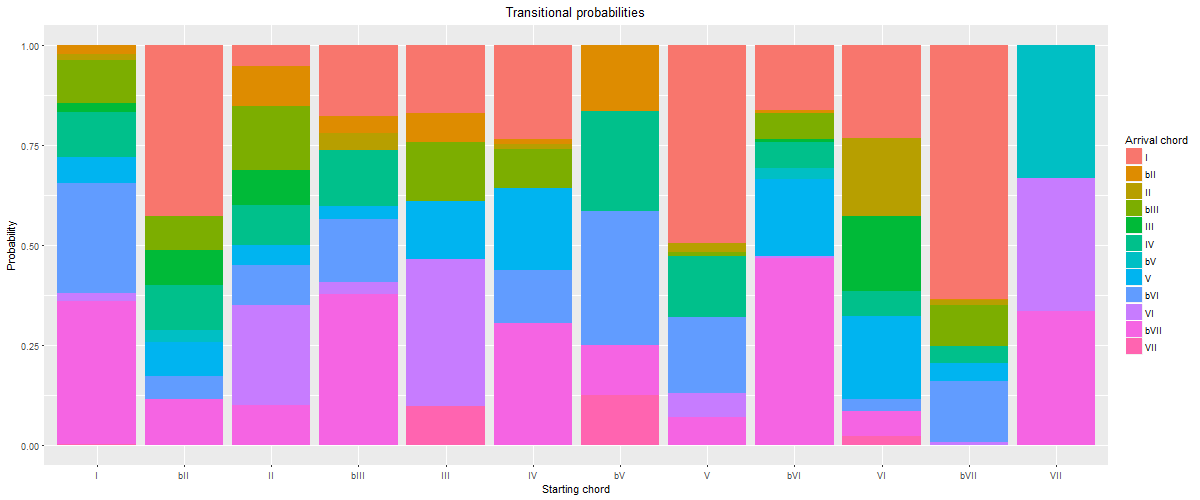 Transitional probabilities
1.00
0.75
0.50
0.25
0.00
Probability
I bII II bIII III IV bV V bVI VI bVII VII
Starting chord
Arrival chord
I
bII
II
bIII
III
IV
bV
V
bVI
VI
bVII
VII